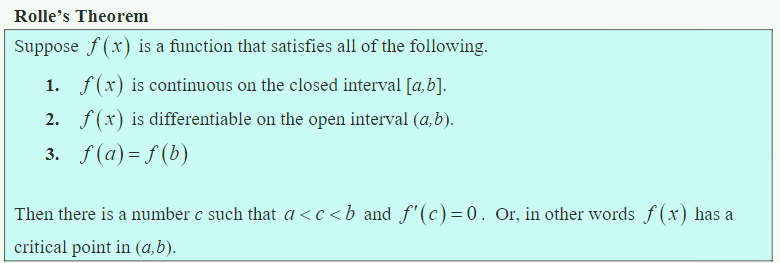 Rolle's Theorem
Suppose f(x) is a function that satisfies all of the following.
1. f(x) is continuous on the closed interval [a,b].
2. f(x) is differentiable on the open interval (a,b).
3. f(a)=f(b)
Then there is a number c such that a<c<b and f'(c)=0. Or, in other words f(x) has a
critical point in (a,b).